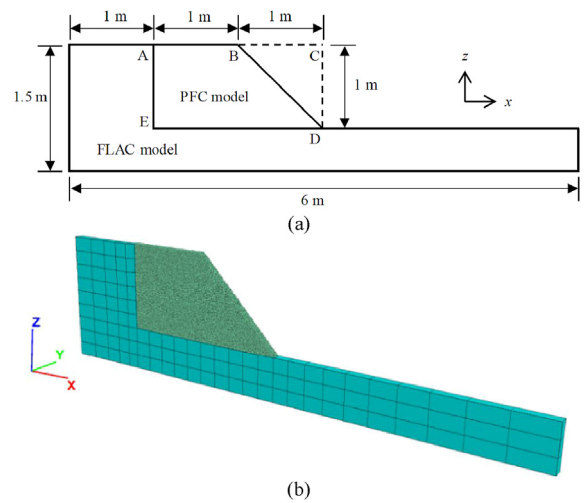 1 m 1 m 1 m
A B C
z
1.5 m PFC model 1 m
x
E D
FLAC model
6 m
(a)
Z
Y
X
(b)